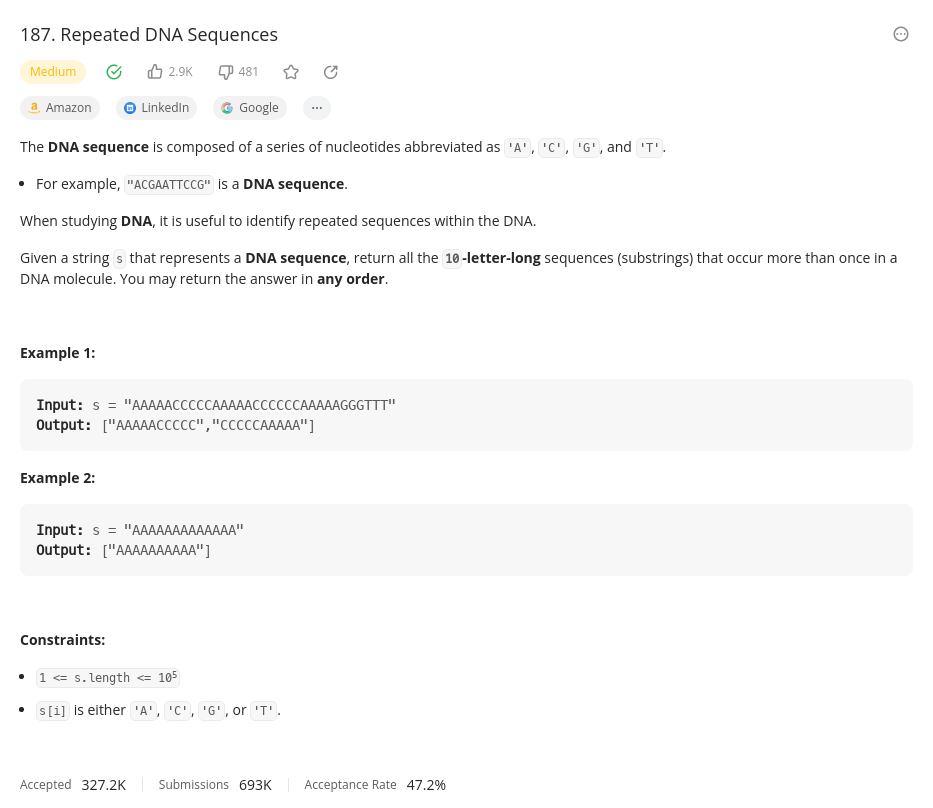 187. Repeated DNA Sequences
Medium 2.9K 481
Amazon LinkedIn Google ···
The DNA sequence is composed of a series of nucleotides abbreviated as 'A', 'C', 'G', and 'T'.
• For example, "ACGAATTCCG" is a DNA sequence.
When studying DNA, it is useful to identify repeated sequences within the DNA.
Given a string s that represents a DNA sequence, return all the 10-letter-long sequences (substrings) that occur more than once in a
DNA molecule. You may return the answer in any order.
Example 1:
Input: s = "AAAAACCCCCAAAAACCCCCCAAAAAGGGTTT"
Output: ["AAAAACCCCC","CCCCCAAAAA"]
Example 2:
Input: s = "AAAAAAAAAAAAA"
Output: ["AAAAAAAAAA"]
Constraints:
• 1 <= s.length <= 10⁵
• s[i] is either 'A', 'C', 'G', or 'T'.
Accepted 327.2K Submissions 693K Acceptance Rate 47.2%